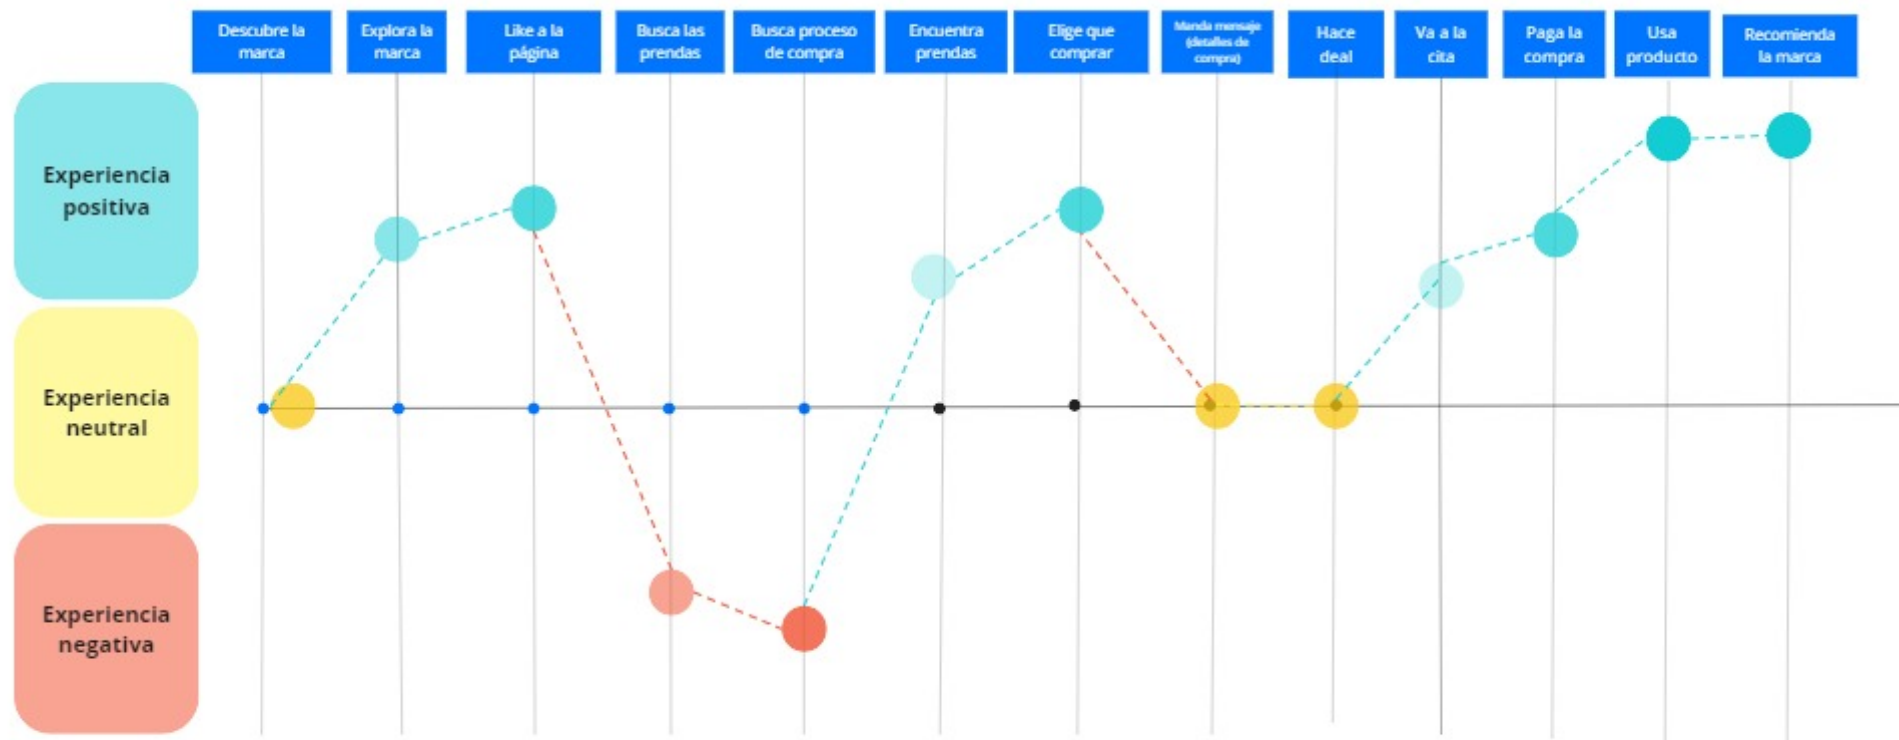 Descubre la
marca
Explora la
marca
Like a la
página
Busca las
prendas
Busca proceso
de compra
Encuentra
prendas
Elige que
comprar
Manda mensaje
(detalles de
compra)
Hace
deal
Va a la
cita
Paga la
compra
Usa
producto
Recomienda
la marca
Experiencia
positiva
Experiencia
neutral
Experiencia
negativa